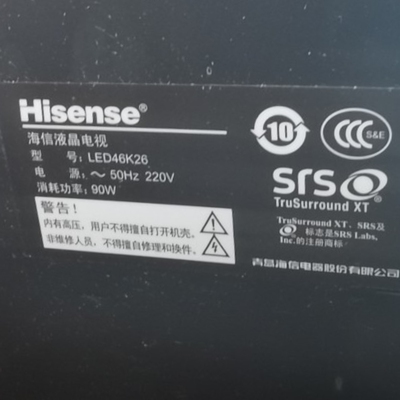 Hisense®
海信液晶电视
型 号: LED46K26
电 源: ～ 50Hz 220V
消耗功率: 90W
警告!
内有高压,用户不得擅自打开机壳。
非维修人员,不得擅自修理和换件。
10
CCC S&E
SRS
TruSurround XT
TruSurround XT、SRS及
标志是SRS Labs,
Inc.的注册商标
青岛海信电器股份有限公司